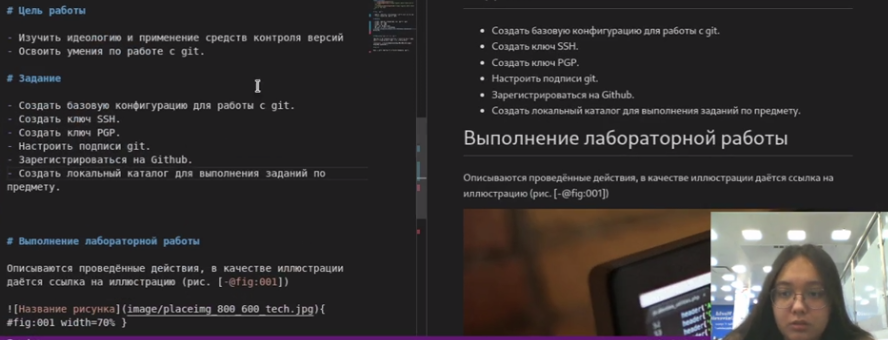 # Цель работы
- Изучить идеологию и применение средств контроля версий
- Освоить умения по работе с git.
# Задание
- Создать базовую конфигурацию для работы с git.
- Создать ключ SSH.
- Создать ключ PGP.
- Настроить подписи git.
- Зарегистрироваться на Github.
- Создать локальный каталог для выполнения заданий по
предмету.
# Выполнение лабораторной работы
Описываются проведённые действия, в качестве иллюстрации
даётся ссылка на иллюстрацию (рис. [-@fig:001])
![Название рисунка](image/placeimg_800_600_tech.jpg){
#fig:001 width=70% }
• Создать базовую конфигурацию для работы с git.
• Создать ключ SSH.
• Создать ключ PGP.
• Настроить подписи git.
• Зарегистрироваться на Github.
• Создать локальный каталог для выполнения заданий по предмету.
Выполнение лабораторной работы
Описываются проведённые действия, в качестве иллюстрации даётся ссылка на
иллюстрацию (рис. [-@fig:001])